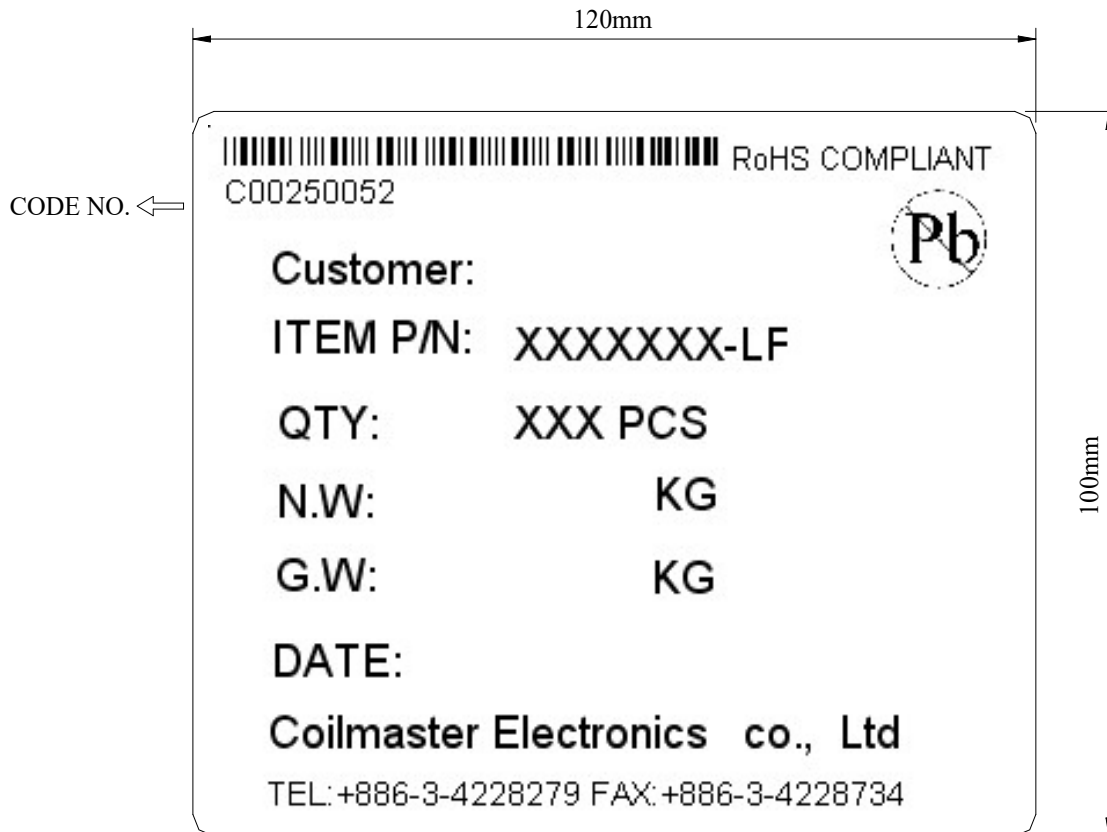 120mm
RoHS COMPLIANT
C00250052
CODE NO.
Pb
Customer:
ITEM P/N: XXXXXXX-LF
QTY: XXX PCS
N.W: KG
G.W: KG
100mm
DATE:
Coilmaster Electronics co., Ltd
TEL:+886-3-4228279 FAX:+886-3-4228734